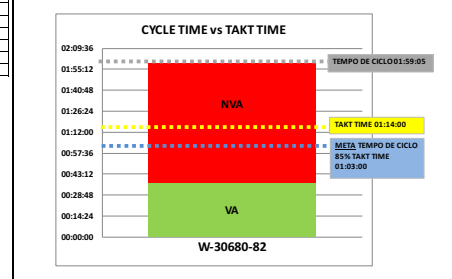 CYCLE TIME vs TAKT TIME
02:09:36
01:55:12
01:40:48
01:26:24
01:12:00
00:57:36
00:43:12
00:28:48
00:14:24
00:00:00
TEMPO DE CICLO 01:59:05
NVA
TAKT TIME 01:14:00
META TEMPO DE CICLO
85% TAKT TIME
01:03:00
VA
W-30680-82